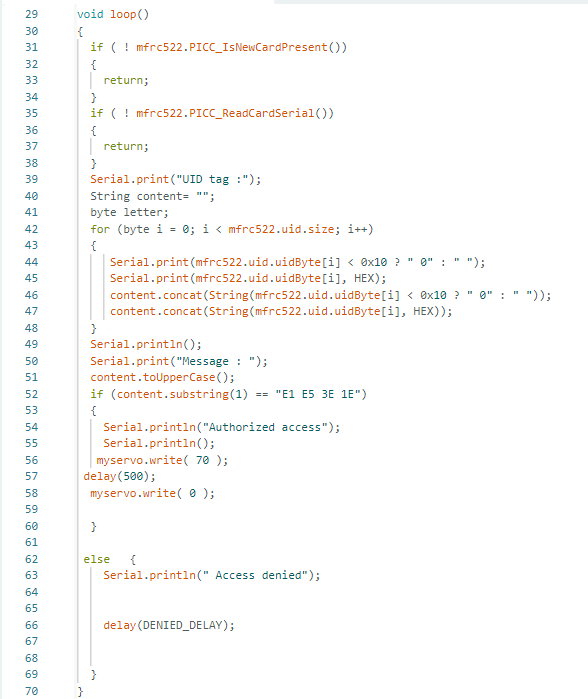 29 void loop()
30 {
31 if ( ! mfrc522.PICC_IsNewCardPresent())
32 {
33 return;
34 }
35 if ( ! mfrc522.PICC_ReadCardSerial())
36 {
37 return;
38 }
39 Serial.print("UID tag :");
40 String content= "";
41 byte letter;
42 for (byte i = 0; i < mfrc522.uid.size; i++)
43 {
44 Serial.print(mfrc522.uid.uidByte[i] < 0x10 ? " 0" : " ");
45 Serial.print(mfrc522.uid.uidByte[i], HEX);
46 content.concat(String(mfrc522.uid.uidByte[i] < 0x10 ? " 0" : " "));
47 content.concat(String(mfrc522.uid.uidByte[i], HEX));
48 }
49 Serial.println();
50 Serial.print("Message : ");
51 content.toUpperCase();
52 if (content.substring(1) == "E1 E5 3E 1E")
53 {
54 Serial.println("Authorized access");
55 Serial.println();
56 myservo.write( 70 );
57 delay(500);
58 myservo.write( 0 );
59
60 }
61
62 else {
63 Serial.println(" Access denied");
64
65
66 delay(DENIED_DELAY);
67
68
69 }
70 }